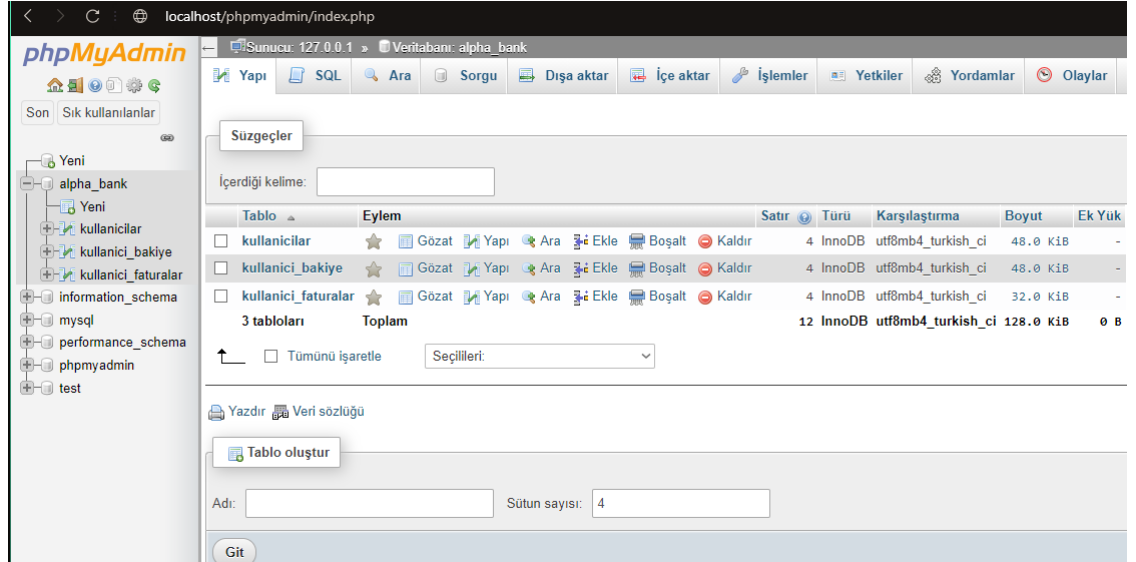 localhost/phpmyadmin/index.php
phpMyAdmin
Son Sık kullanılanlar
Yeni
alpha_bank
Yeni
kullanicilar
kullanici_bakiye
kullanici_faturalar
information_schema
mysql
performance_schema
phpmyadmin
test
Sunucu: 127.0.0.1 » Veritabanı: alpha_bank
Yapı SQL Ara Sorgu Dışa aktar İçe aktar İşlemler Yetkiler Yordamlar Olaylar
Süzgeçler
İçerdiği kelime:
Tablo Eylem Satır Türü Karşılaştırma Boyut Ek Yük
kullanicilar Gözat Yapı Ara Ekle Boşalt Kaldır 4 InnoDB utf8mb4_turkish_ci 48.0 KiB -
kullanici_bakiye Gözat Yapı Ara Ekle Boşalt Kaldır 4 InnoDB utf8mb4_turkish_ci 48.0 KiB -
kullanici_faturalar Gözat Yapı Ara Ekle Boşalt Kaldır 4 InnoDB utf8mb4_turkish_ci 32.0 KiB -
3 tabloları Toplam 12 InnoDB utf8mb4_turkish_ci 128.0 KiB 0 B
Tümünü işaretle Seçilileri:
Yazdır Veri sözlüğü
Tablo oluştur
Adı: Sütun sayısı: 4
Git